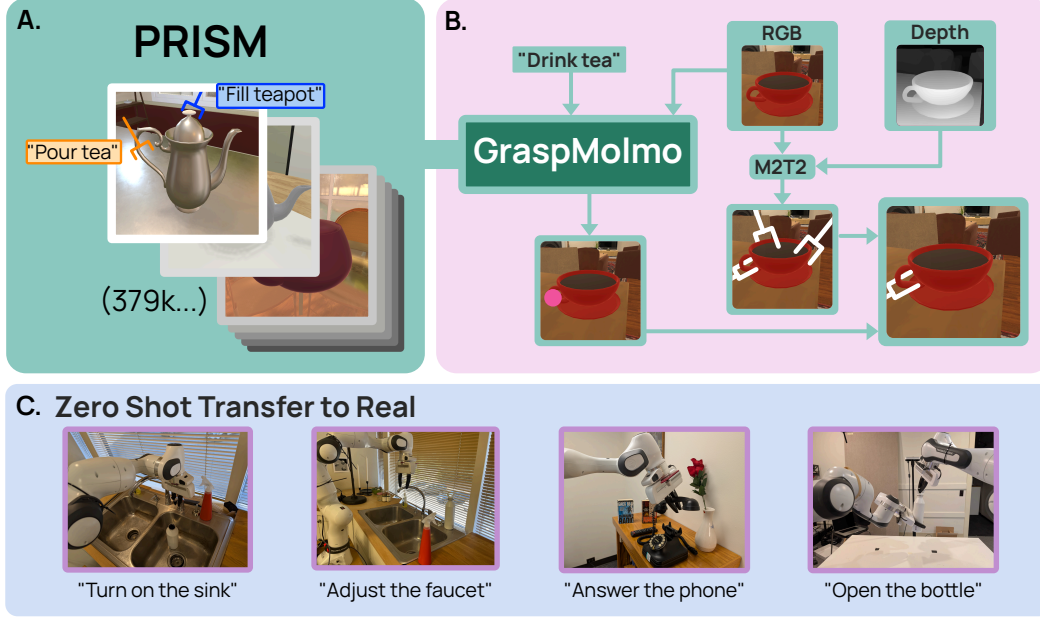 A.
PRISM
"Fill teapot"
"Pour tea"
(379k...)
B.
"Drink tea"
RGB
Depth
GraspMolmo
M2T2
C. Zero Shot Transfer to Real
"Turn on the sink"
"Adjust the faucet"
"Answer the phone"
"Open the bottle"